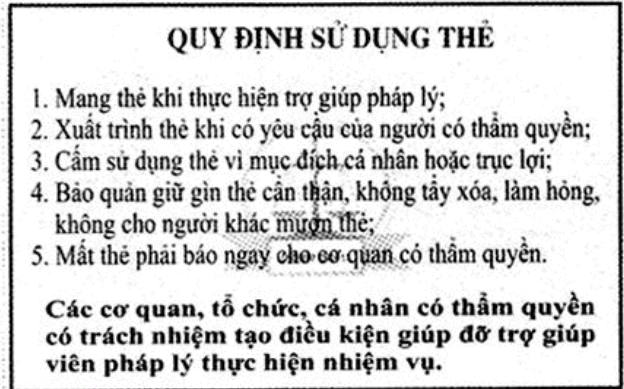 QUY ĐỊNH SỬ DỤNG THẺ
1. Mang thẻ khi thực hiện trợ giúp pháp lý;
2. Xuất trình thẻ khi có yêu cầu của người có thẩm quyền;
3. Cấm sử dụng thẻ vì mục đích cá nhân hoặc trục lợi;
4. Bảo quản giữ gìn thẻ cẩn thận, không tẩy xóa, làm hỏng,
không cho người khác mượn thẻ;
5. Mất thẻ phải báo ngay cho cơ quan có thẩm quyền.
Các cơ quan, tổ chức, cá nhân có thẩm quyền
có trách nhiệm tạo điều kiện giúp đỡ trợ giúp
viên pháp lý thực hiện nhiệm vụ.